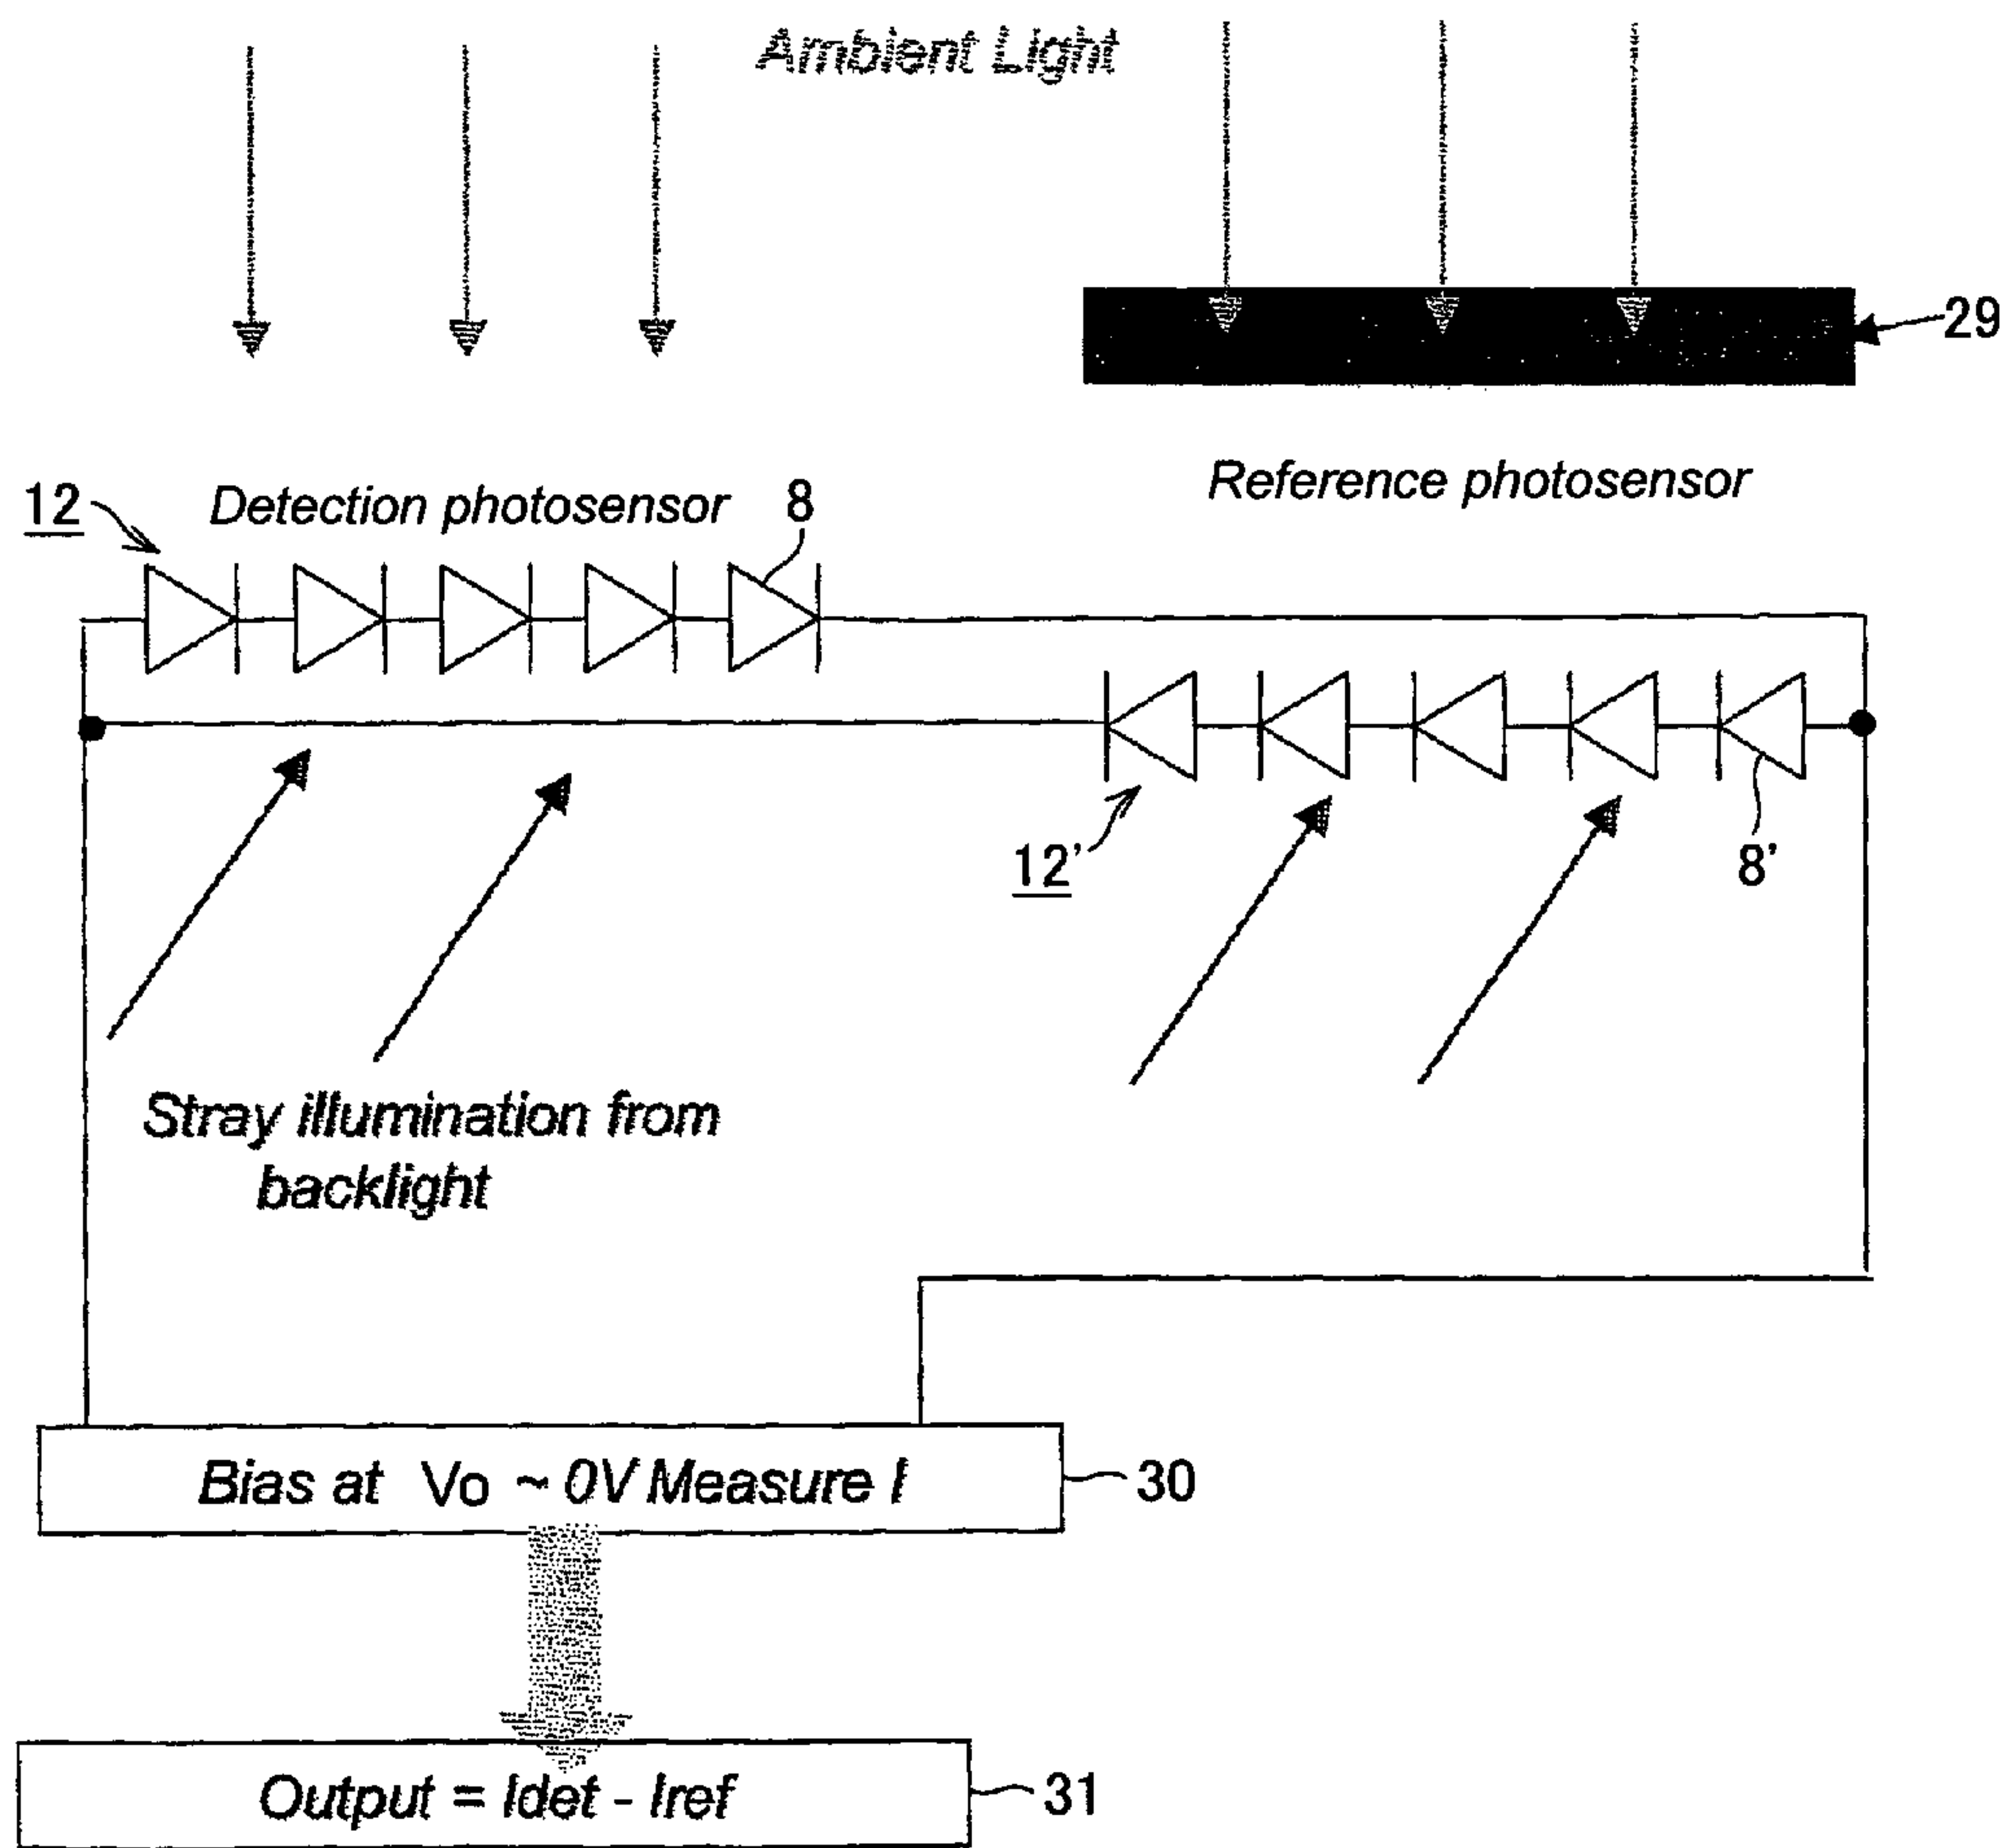 Ambient Light
29
Reference photosensor
12 Detection photosensor 8
12'
8'
Stray illumination from
backlight
Bias at Vo ~ 0V Measure I
30
Output = Idet - Iref
31